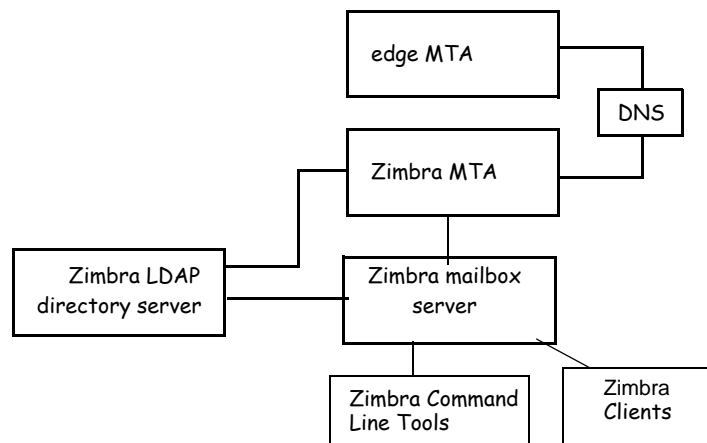 edge MTA
DNS
Zimbra MTA
Zimbra LDAP
directory server
Zimbra mailbox
server
Zimbra Command
Line Tools
Zimbra
Clients